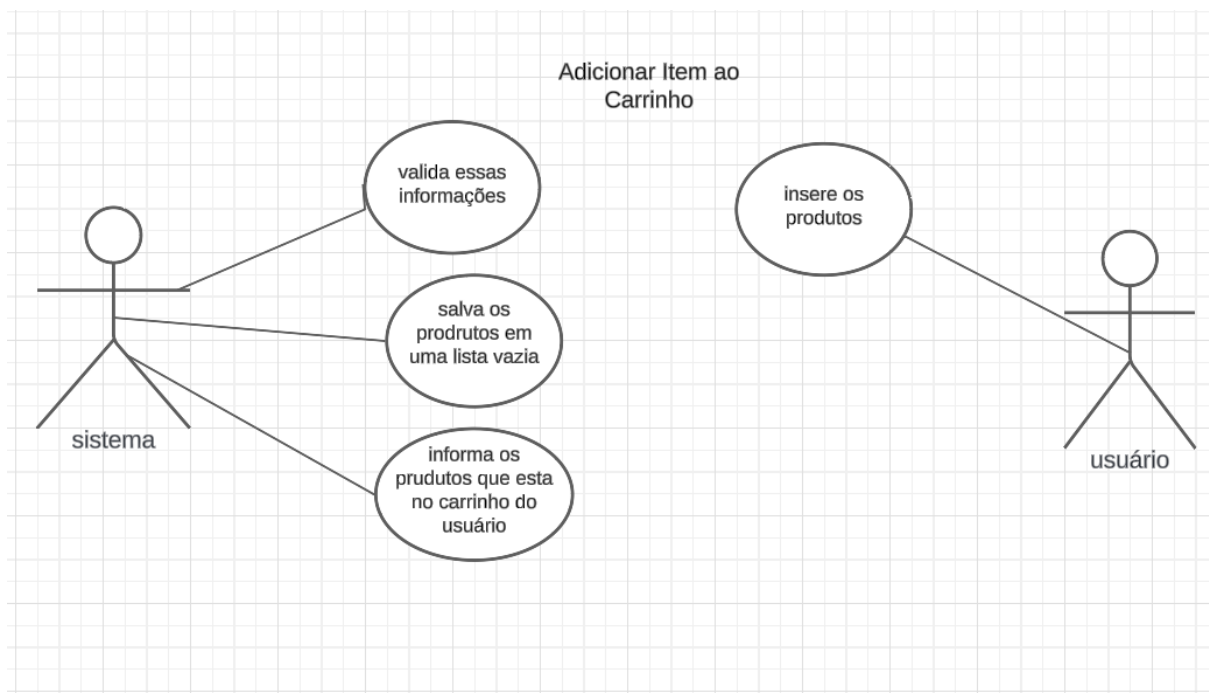 Adicionar Item ao
Carrinho
valida essas
informações
insere os
produtos
salva os
prodrutos em
uma lista vazia
sistema
informa os
prudutos que esta
no carrinho do
usuário
usuário